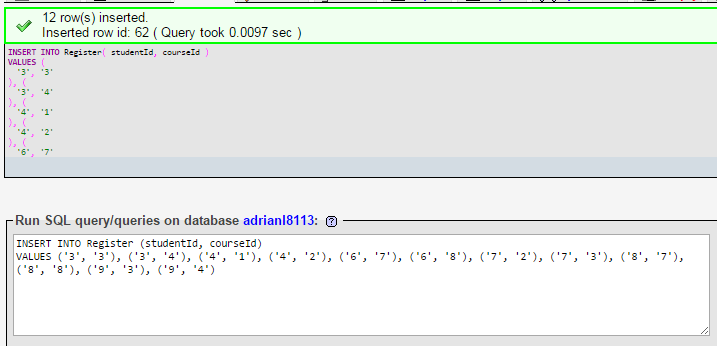 12 row(s) inserted.
Inserted row id: 62 ( Query took 0.0097 sec )
INSERT INTO Register( studentId, courseId )
VALUES (
'3', '3'
), (
'3', '4'
), (
'4', '1'
), (
'4', '2'
), (
'6', '7'
Run SQL query/queries on database adrianl8113:
INSERT INTO Register (studentId, courseId)
VALUES ('3', '3'), ('3', '4'), ('4', '1'), ('4', '2'), ('6', '7'), ('6', '8'), ('7', '2'), ('7', '3'), ('8', '7'),
('8', '8'), ('9', '3'), ('9', '4')